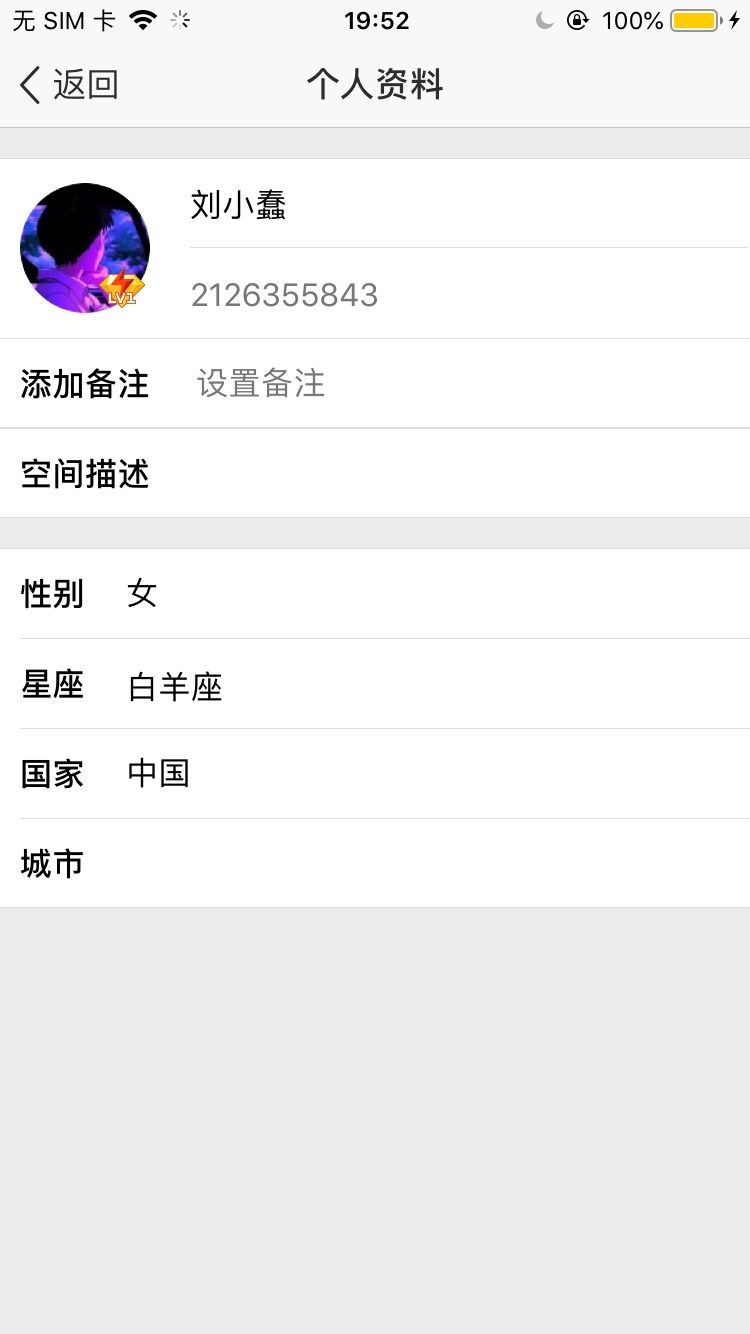 无 SIM 卡 19:52 100%
返回 个人资料
刘小蠢
LV1
2126355843
添加备注 设置备注
空间描述
性别 女
星座 白羊座
国家 中国
城市